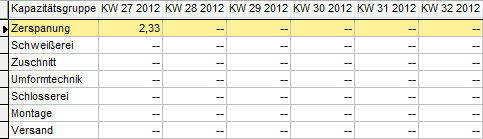 Kapazitätsgruppe KW 27 2012 KW 28 2012 KW 29 2012 KW 30 2012 KW 31 2012 KW 32 2012
Zerspanung 2,33 -- -- -- -- --
Schweißerei -- -- -- -- -- --
Zuschnitt -- -- -- -- -- --
Umformtechnik -- -- -- -- -- --
Schlosserei -- -- -- -- -- --
Montage -- -- -- -- -- --
Versand -- -- -- -- -- --